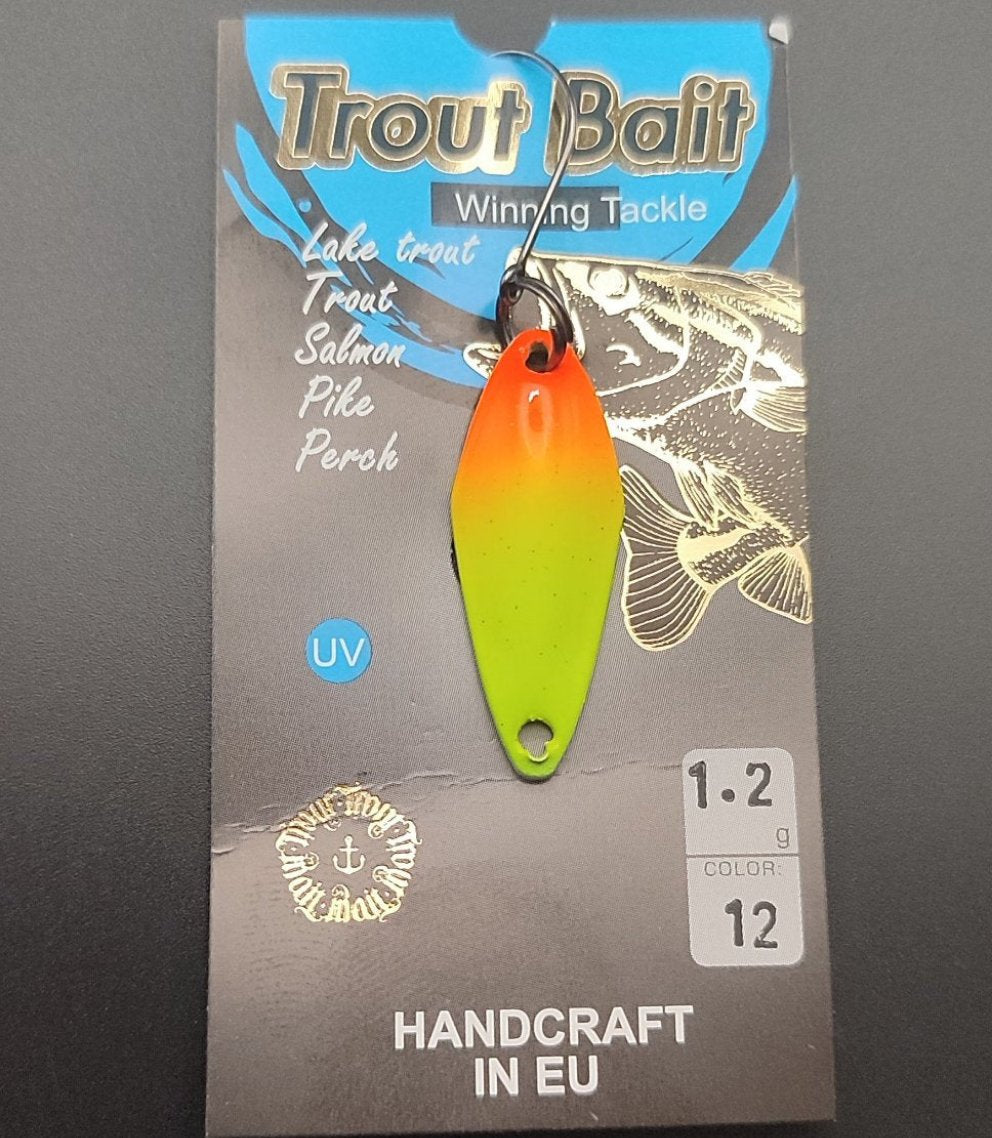 Trout Bait
Winning Tackle
Lake trout
Trout
Salmon
Pike
Perch
UV
1.2
g
COLOR:
12
HANDCRAFT
IN EU